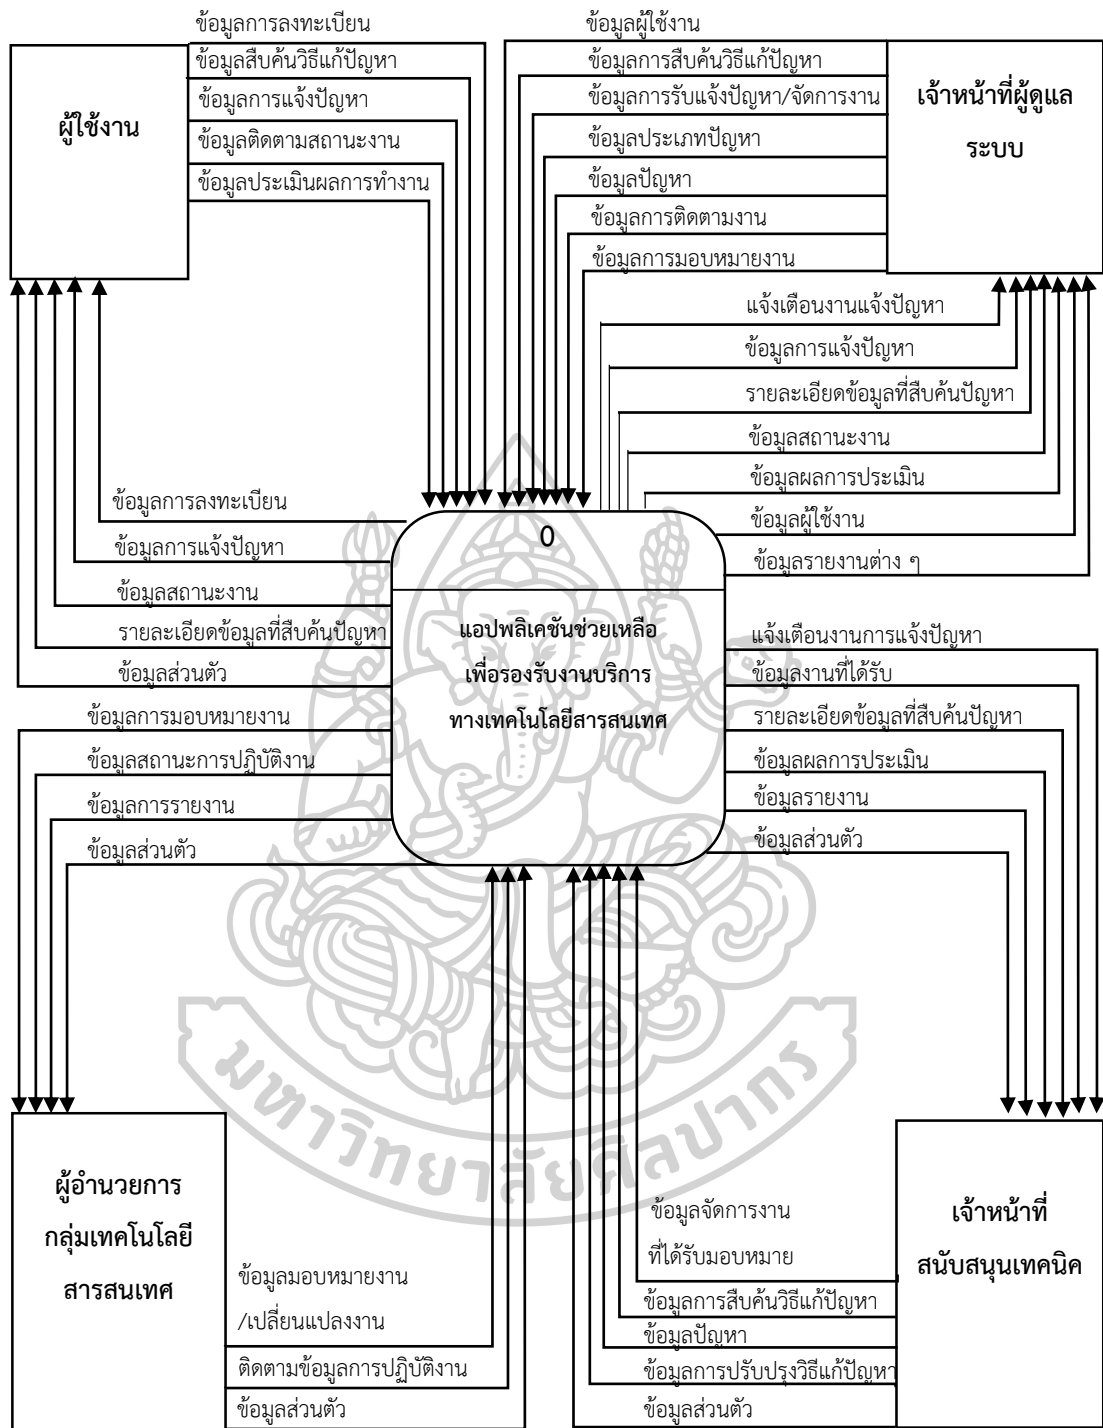 ข้อมูลการลงทะเบียน
ข้อมูลสืบค้นวิธีแก้ปัญหา
ข้อมูลการแจ้งปัญหา
ข้อมูลติดตามสถานะงาน
ข้อมูลประเมินผลการทำงาน
ผู้ใช้งาน
ข้อมูลผู้ใช้งาน
ข้อมูลการสืบค้นวิธีแก้ปัญหา
ข้อมูลการรับแจ้งปัญหา/จัดการงาน
ข้อมูลประเภทปัญหา
ข้อมูลปัญหา
ข้อมูลการติดตามงาน
ข้อมูลการมอบหมายงาน
เจ้าหน้าที่ผู้ดูแล
ระบบ
แจ้งเตือนงานแจ้งปัญหา
ข้อมูลการแจ้งปัญหา
รายละเอียดข้อมูลที่สืบค้นปัญหา
ข้อมูลสถานะงาน
ข้อมูลผลการประเมิน
ข้อมูลผู้ใช้งาน
ข้อมูลรายงานต่าง ๆ
ข้อมูลการลงทะเบียน
ข้อมูลการแจ้งปัญหา
ข้อมูลสถานะงาน
รายละเอียดข้อมูลที่สืบค้นปัญหา
ข้อมูลส่วนตัว
0
แอปพลิเคชันช่วยเหลือ
เพื่อรองรับงานบริการ
ทางเทคโนโลยีสารสนเทศ
ข้อมูลการมอบหมายงาน
ข้อมูลสถานะการปฏิบัติงาน
ข้อมูลการรายงาน
ข้อมูลส่วนตัว
แจ้งเตือนงานการแจ้งปัญหา
ข้อมูลงานที่ได้รับ
รายละเอียดข้อมูลที่สืบค้นปัญหา
ข้อมูลผลการประเมิน
ข้อมูลรายงาน
ข้อมูลส่วนตัว
มหาวิทยาลัยศิลปากร
ผู้อำนวยการ
กลุ่มเทคโนโลยี
สารสนเทศ
ข้อมูลมอบหมายงาน
/เปลี่ยนแปลงงาน
ติดตามข้อมูลการปฏิบัติงาน
ข้อมูลส่วนตัว
ข้อมูลจัดการงาน
ที่ได้รับมอบหมาย
ข้อมูลการสืบค้นวิธีแก้ปัญหา
ข้อมูลปัญหา
ข้อมูลการปรับปรุงวิธีแก้ปัญหา
ข้อมูลส่วนตัว
เจ้าหน้าที่
สนับสนุนเทคนิค